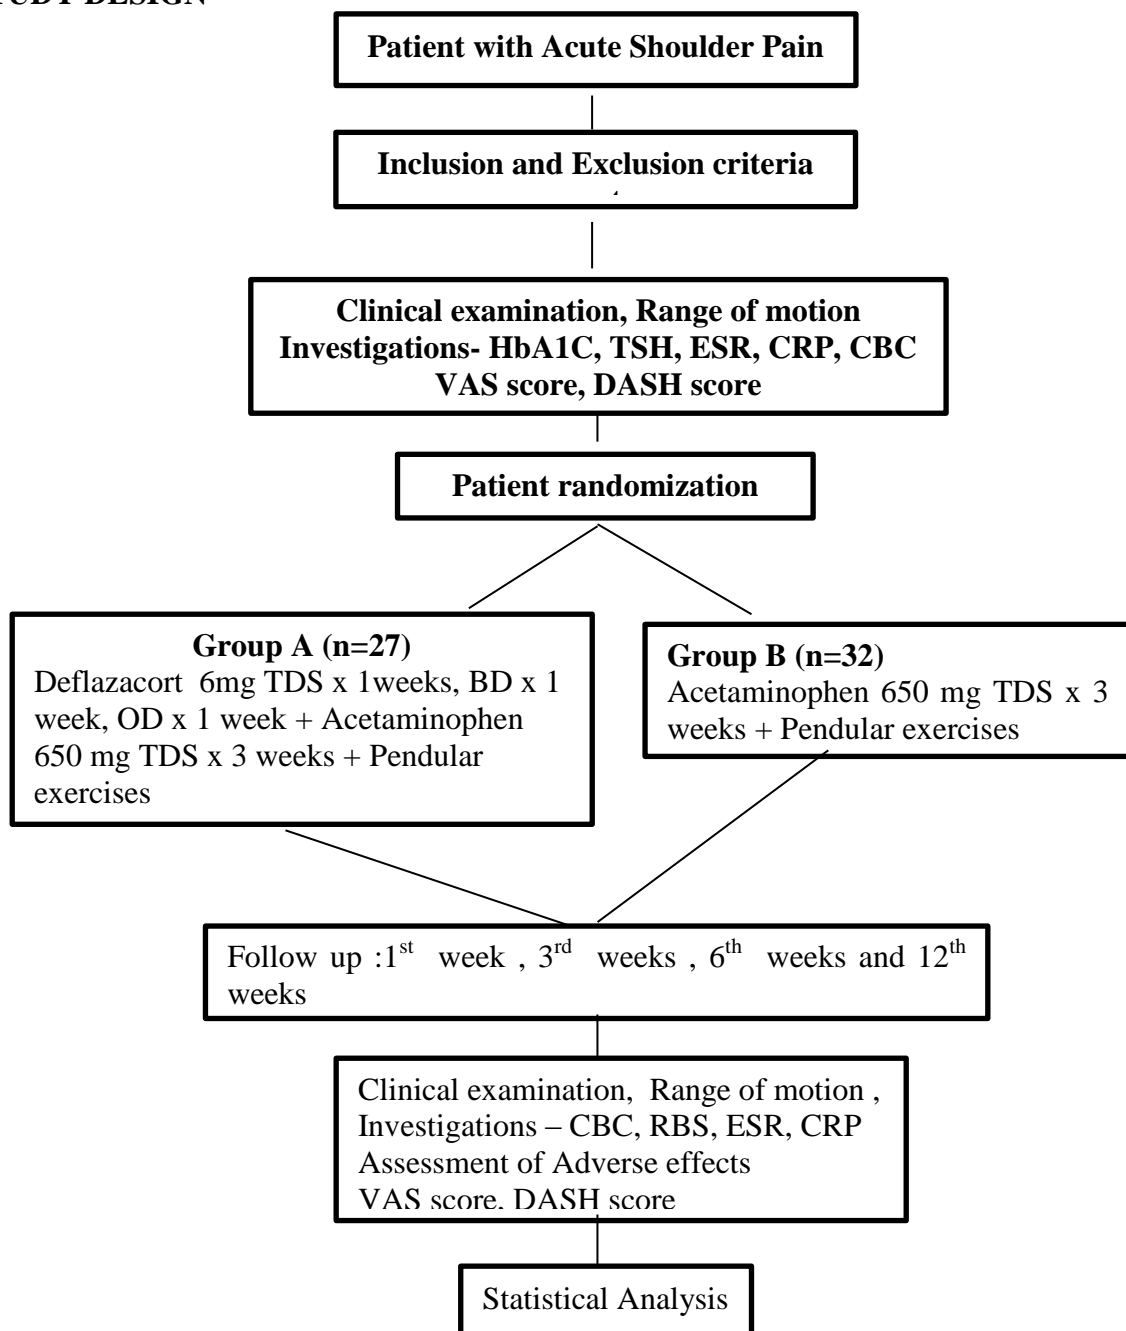 STUDY DESIGN
Patient with Acute Shoulder Pain
Inclusion and Exclusion criteria
Clinical examination, Range of motion
Investigations- HbA1C, TSH, ESR, CRP, CBC
VAS score, DASH score
Patient randomization
Group A (n=27)
Deflazacort 6mg TDS x 1weeks, BD x 1
week, OD x 1 week + Acetaminophen
650 mg TDS x 3 weeks + Pendular
exercises
Group B (n=32)
Acetaminophen 650 mg TDS x 3
weeks + Pendular exercises
Follow up :1st week , 3rd weeks , 6th weeks and 12th
weeks
Clinical examination, Range of motion ,
Investigations – CBC, RBS, ESR, CRP
Assessment of Adverse effects
VAS score, DASH score
Statistical Analysis